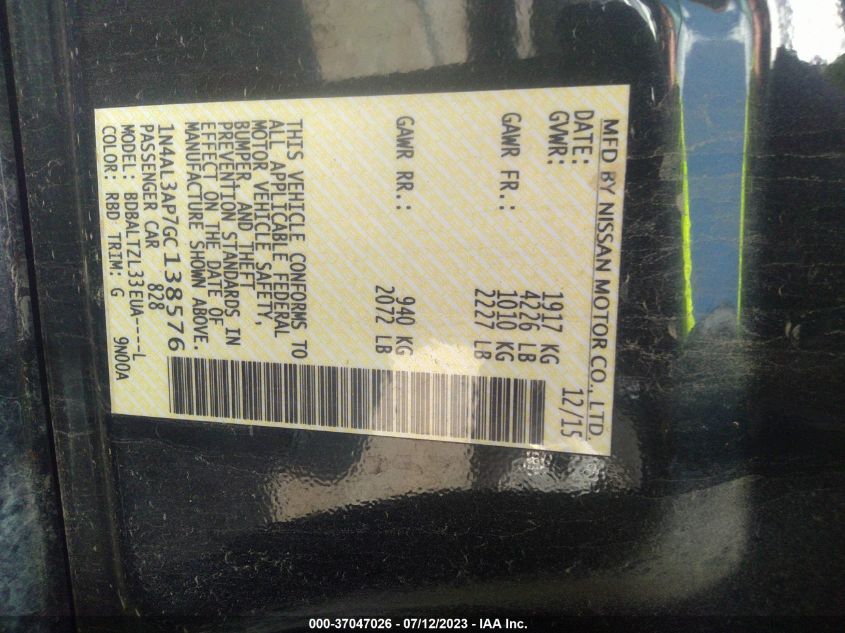 MFD BY NISSAN MOTOR CO., LTD.
DATE: 12/15
GVWR: 1917 KG
4226 LB
GAWR FR.: 1010 KG
2227 LB
GAWR RR.: 940 KG
2072 LB
THIS VEHICLE CONFORMS TO
ALL APPLICABLE FEDERAL
MOTOR VEHICLE SAFETY,
BUMPER AND THEFT
PREVENTION STANDARDS IN
EFFECT ON THE DATE OF
MANUFACTURE SHOWN ABOVE.
1N4AL3AP7GC138576
PASSENGER CAR 828
MODEL: BDBALTZL33EUA----L
COLOR: RBD TRIM: G 9N00A
000-37047026 - 07/12/2023 - IAA Inc.